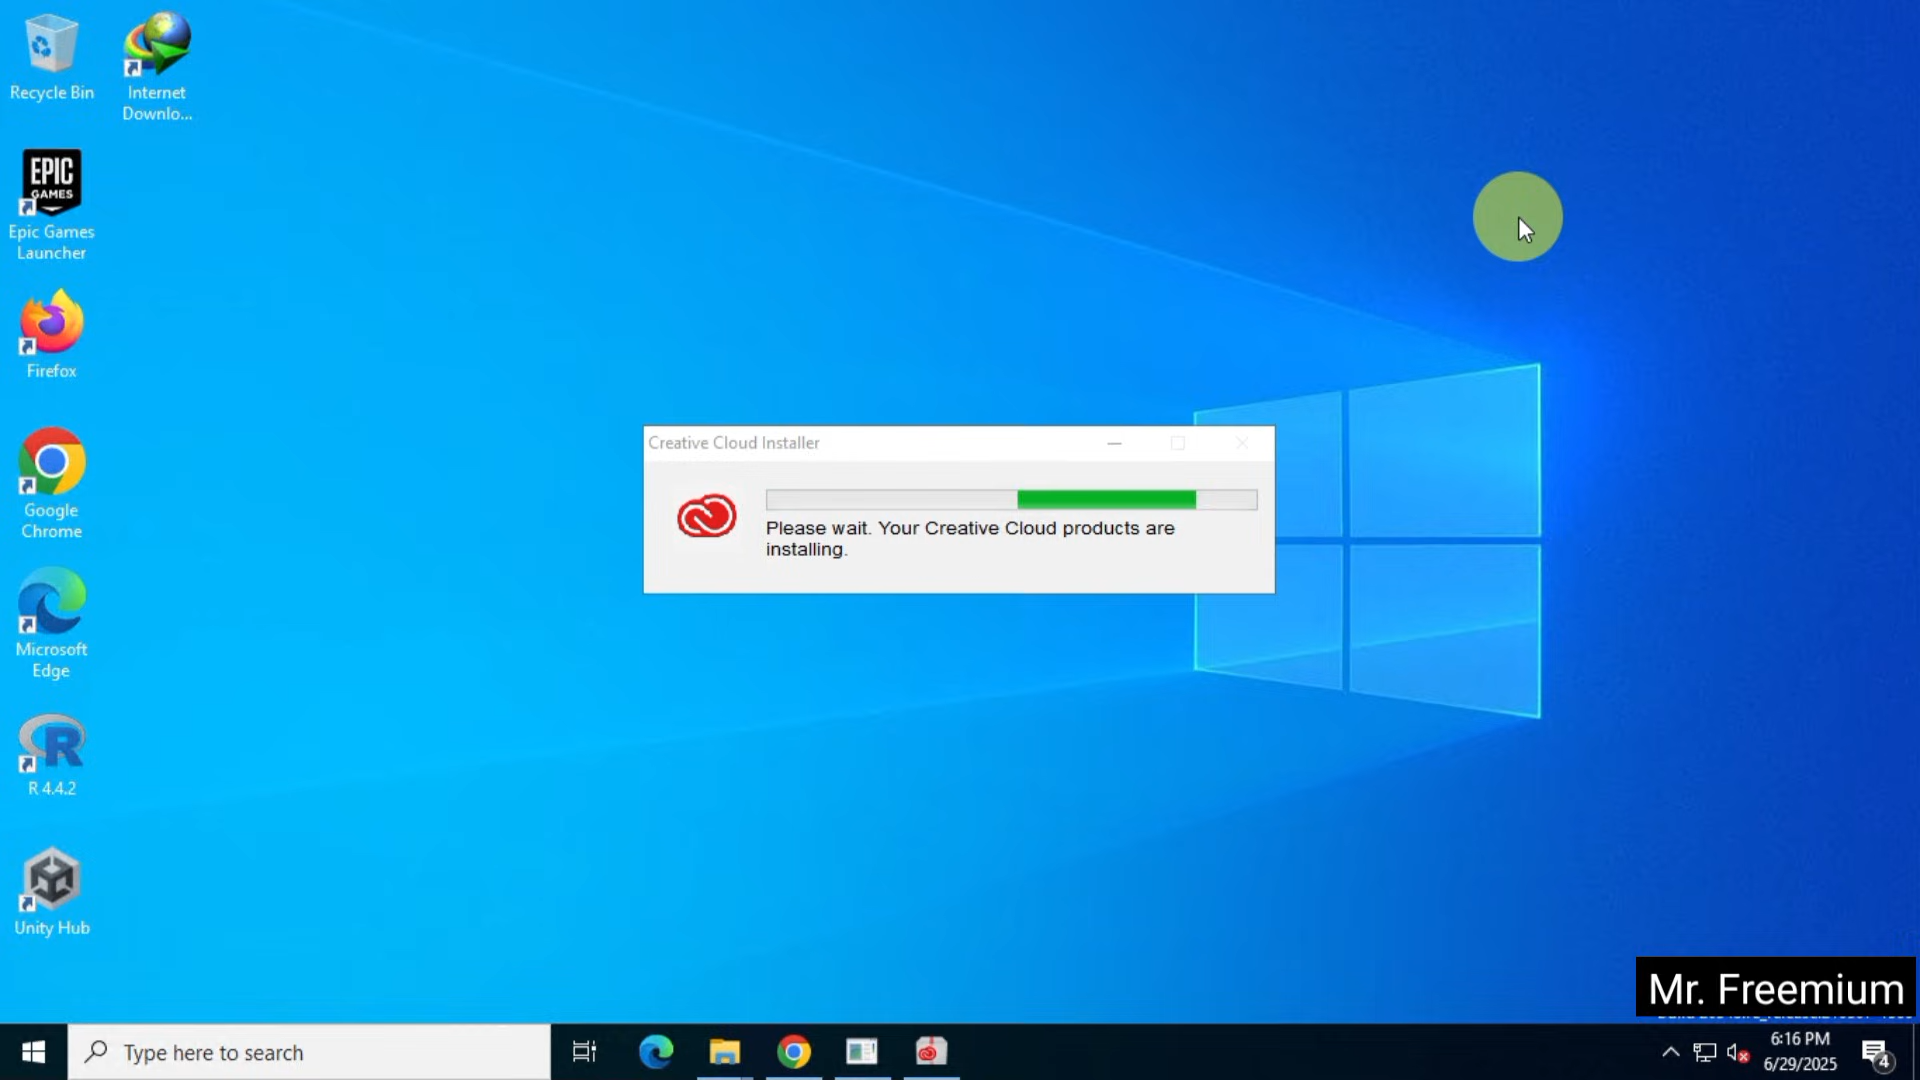 Recycle Bin
Internet
Downlo...
EPIC
GAMES
Epic Games
Launcher
Firefox
Google
Chrome
Microsoft
Edge
R 4.4.2
Unity Hub
Creative Cloud Installer
Please wait. Your Creative Cloud products are
installing.
Mr. Freemium
Type here to search
6:16 PM
6/29/2025
4